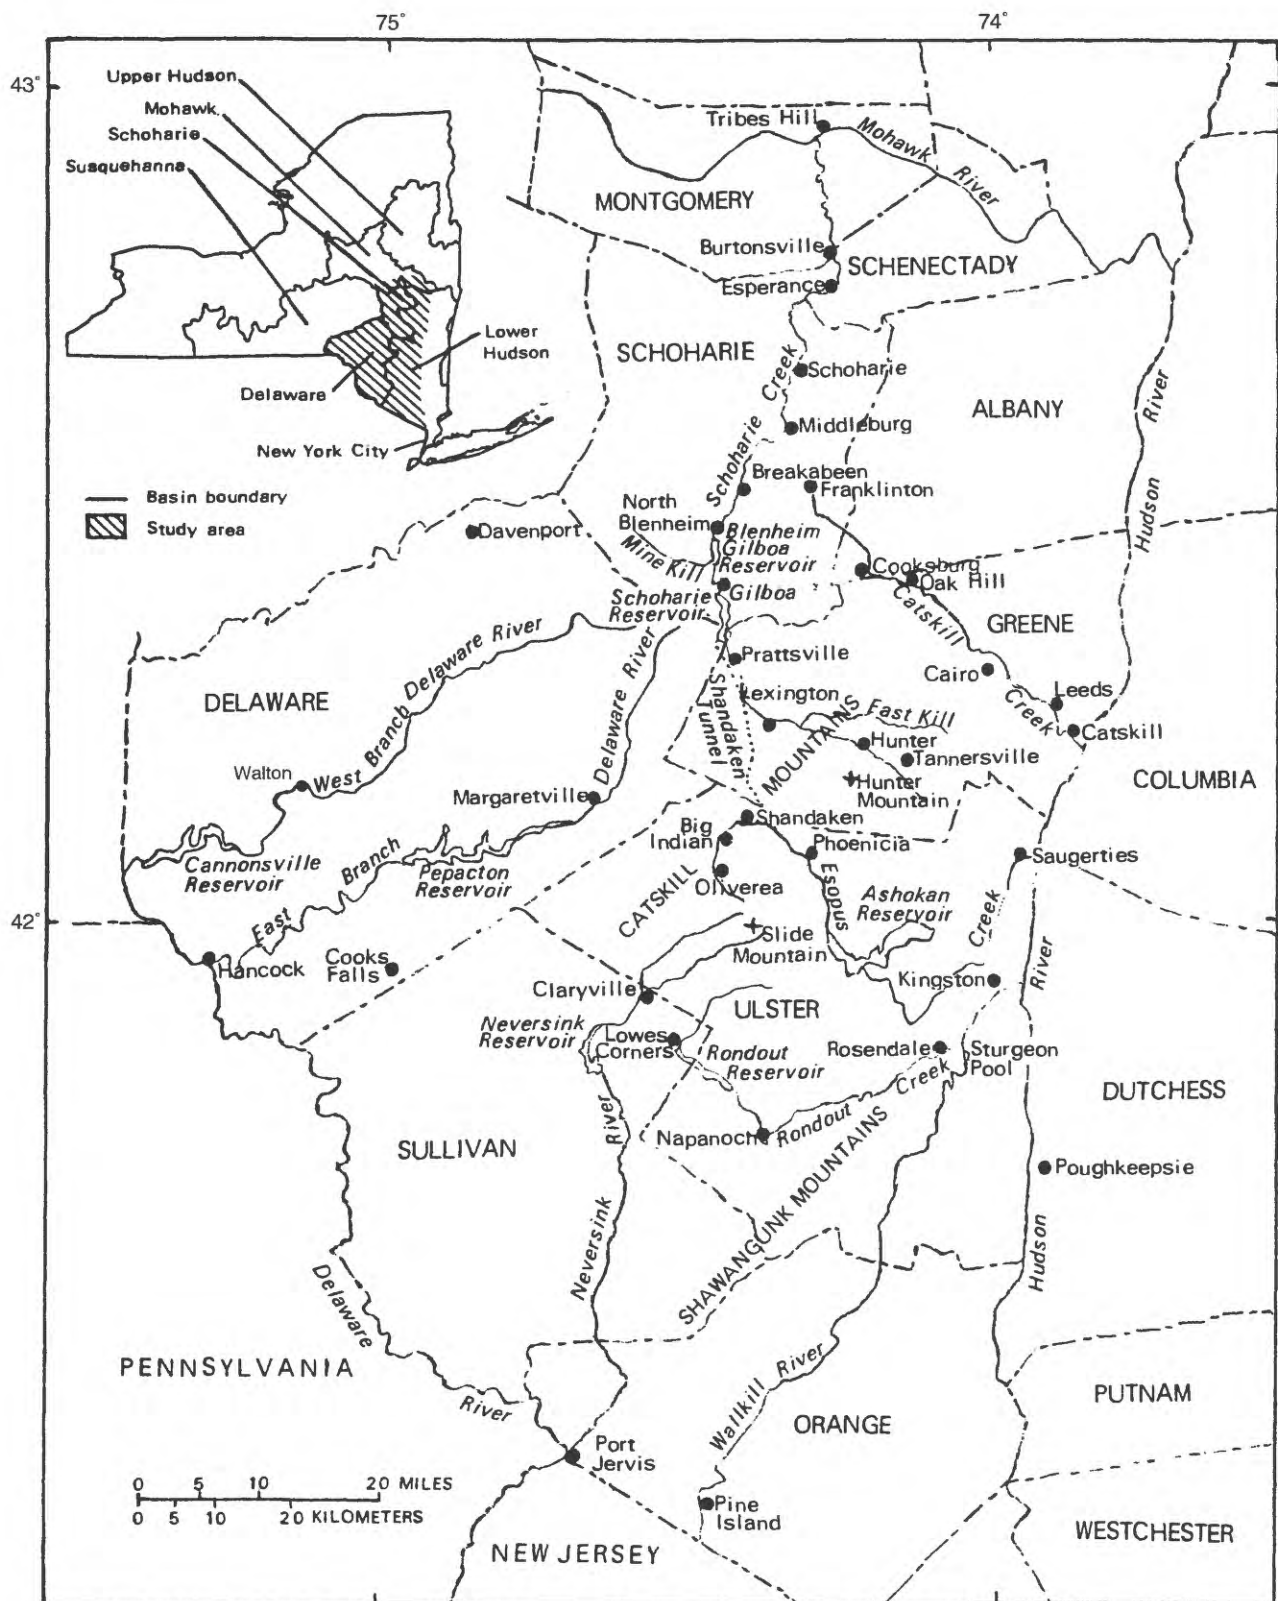 75°
74°
43°
Upper Hudson
Mohawk
Schoharie
Susquehanna
Lower
Hudson
Delaware
New York City
Basin boundary
Study area
Tribes Hill
Mohawk
River
MONTGOMERY
Burtonsville
SCHENECTADY
Esperance
SCHOHARIE
Schoharie Creek
Schoharie
ALBANY
Middleburg
Hudson River
Breakabeen
Franklinton
North
Blenheim
Blenheim
Gilboa
Reservoir
Mine Kill
Davenport
Cooksburg
Oak Hill
Gilboa
Schoharie
Reservoir
Catskill
Creek
GREENE
Prattsville
Cairo
Leeds
Catskill
Lexington
East Kill
Shandaken
Tunnel
Hunter
Tannersville
Hunter
Mountain
COLUMBIA
DELAWARE
West Branch Delaware River
Walton
Margaretville
East Branch Delaware River
Cannonsville
Reservoir
Pepacton
Reservoir
CATSKILL MOUNTAINS
Shandaken
Big
Indian
Phoenicia
Oliverea
Saugerties
42°
Esopus
Creek
Ashokan
Reservoir
Slide
Mountain
Hancock
Cooks
Falls
Claryville
Kingston
Hudson River
ULSTER
Neversink
Reservoir
Lowes
Corners
Rondout
Reservoir
Rosendale
Sturgeon
Pool
DUTCHESS
Napanoch
Rondout Creek
SULLIVAN
Neversink River
SHAWANGUNK MOUNTAINS
Poughkeepsie
Delaware
River
PENNSYLVANIA
Wallkill River
PUTNAM
ORANGE
Port
Jervis
0 5 10 20 MILES
0 5 10 20 KILOMETERS
Pine
Island
WESTCHESTER
NEW JERSEY